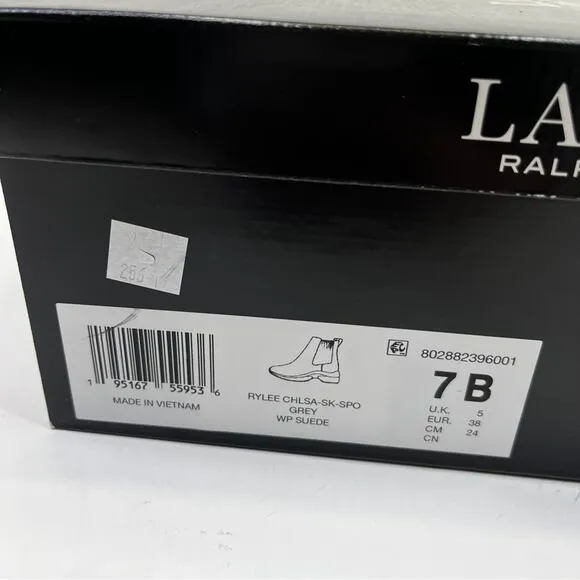 LA
RALP
1 95167 55953 6
MADE IN VIETNAM
RYLEE CHLSA-SK-SPO
GREY
WP SUEDE
802882396001
7 B
U.K. 5
EUR. 38
CM 24
CN